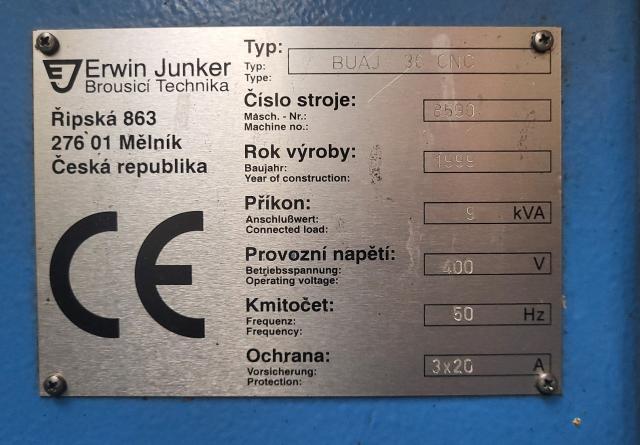 Erwin Junker
Brousicí Technika
Řipská 863
276 01 Mělník
Česká republika
CE
Typ:
Typ:
Type:
BUAJ 30 CNC
Číslo stroje:
Masch. - Nr.:
Machine no.:
8590
Rok výroby:
Baujahr:
Year of construction:
1999
Příkon:
Anschlußwert:
Connected load:
9 kVA
Provozní napětí:
Betriebsspannung:
Operating voltage:
400 V
Kmitočet:
Frequenz:
Frequency:
50 Hz
Ochrana:
Vorsicherung:
Protection:
3x20 A